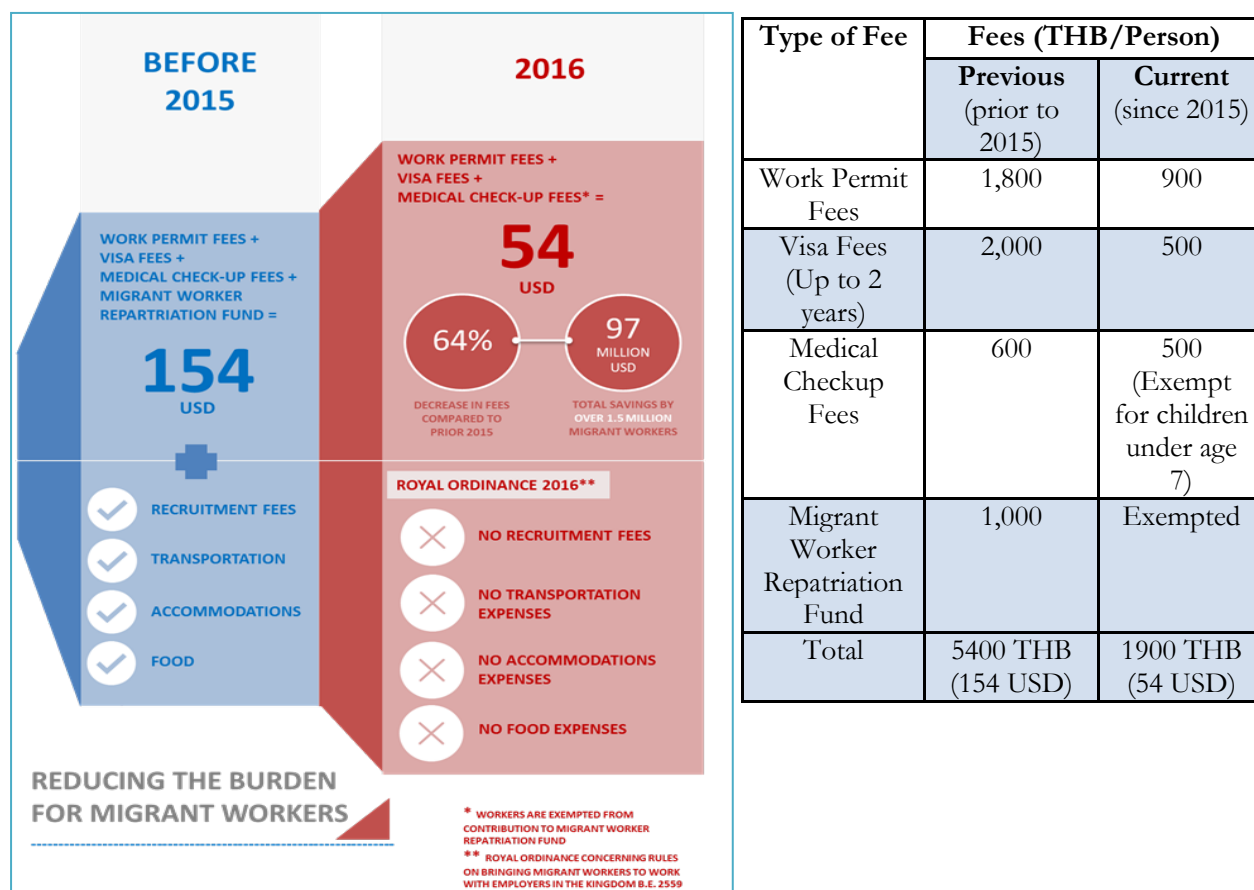 BEFORE
2015
WORK PERMIT FEES +
VISA FEES +
MEDICAL CHECK-UP FEES +
MIGRANT WORKER
REPARTRIATION FUND =
154
USD
RECRUITMENT FEES
TRANSPORTATION
ACCOMMODATIONS
FOOD
2016
WORK PERMIT FEES +
VISA FEES +
MEDICAL CHECK-UP FEES* =
54
USD
64%
DECREASE IN FEES
COMPARED TO
PRIOR 2015
97
MILLION
USD
TOTAL SAVINGS BY
OVER 1.5 MILLION
MIGRANT WORKERS
ROYAL ORDINANCE 2016**
NO RECRUITMENT FEES
NO TRANSPORTATION
EXPENSES
NO ACCOMMODATIONS
EXPENSES
NO FOOD EXPENSES
REDUCING THE BURDEN
FOR MIGRANT WORKERS
* WORKERS ARE EXEMPTED FROM
CONTRIBUTION TO MIGRANT WORKER
REPATRIATION FUND
** ROYAL ORDINANCE CONCERNING RULES
ON BRINGING MIGRANT WORKERS TO WORK
WITH EMPLOYERS IN THE KINGDOM B.E. 2559
Type of Fee
Fees (THB/Person)
Previous
(prior to
2015)
Current
(since 2015)
Work Permit
Fees
1,800
900
Visa Fees
(Up to 2
years)
2,000
500
Medical
Checkup
Fees
600
500
(Exempt
for children
under age
7)
Migrant
Worker
Repatriation
Fund
1,000
Exempted
Total
5400 THB
(154 USD)
1900 THB
(54 USD)